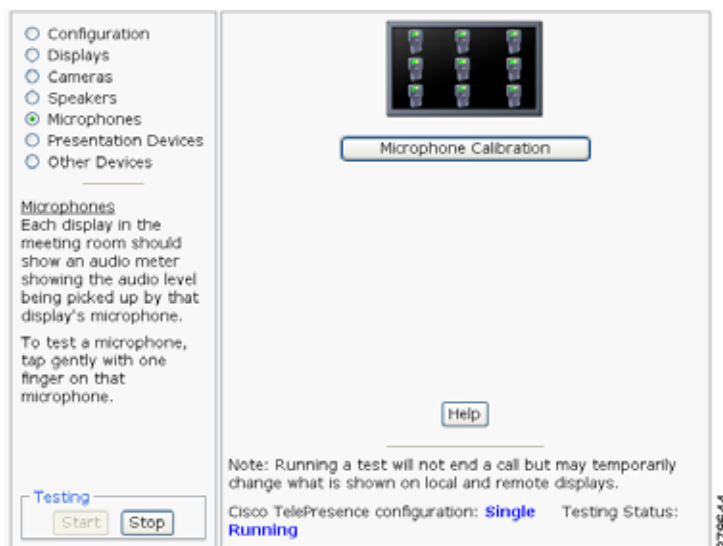 Configuration
Displays
Cameras
Speakers
Microphones
Presentation Devices
Other Devices
Microphones
Each display in the
meeting room should
show an audio meter
showing the audio level
being picked up by that
display's microphone.
To test a microphone,
tap gently with one
finger on that
microphone.
Testing
Start
Stop
Microphone Calibration
Help
Note: Running a test will not end a call but may temporarily
change what is shown on local and remote displays.
Cisco TelePresence configuration: Single Testing Status:
Running